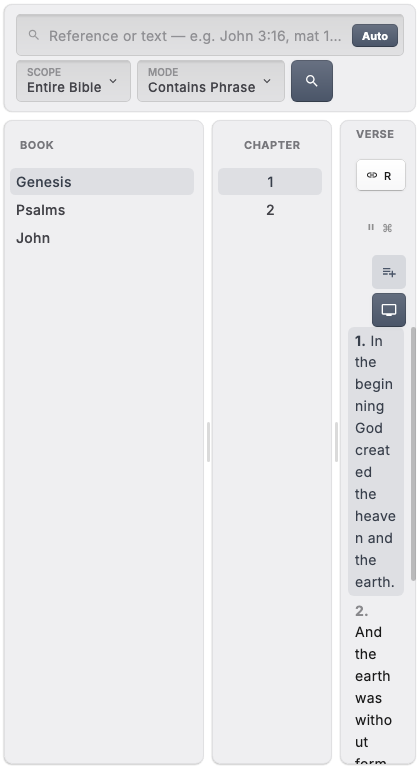 Reference or text — e.g. John 3:16, mat 1...
Auto
SCOPE
Entire Bible
MODE
Contains Phrase
BOOK
Genesis
Psalms
John
CHAPTER
1
2
VERSE
R
⌘
1. In
the
begin
ning
God
creat
ed
the
heave
n and
the
earth.
2.
And
the
earth
was
witho
ut
form